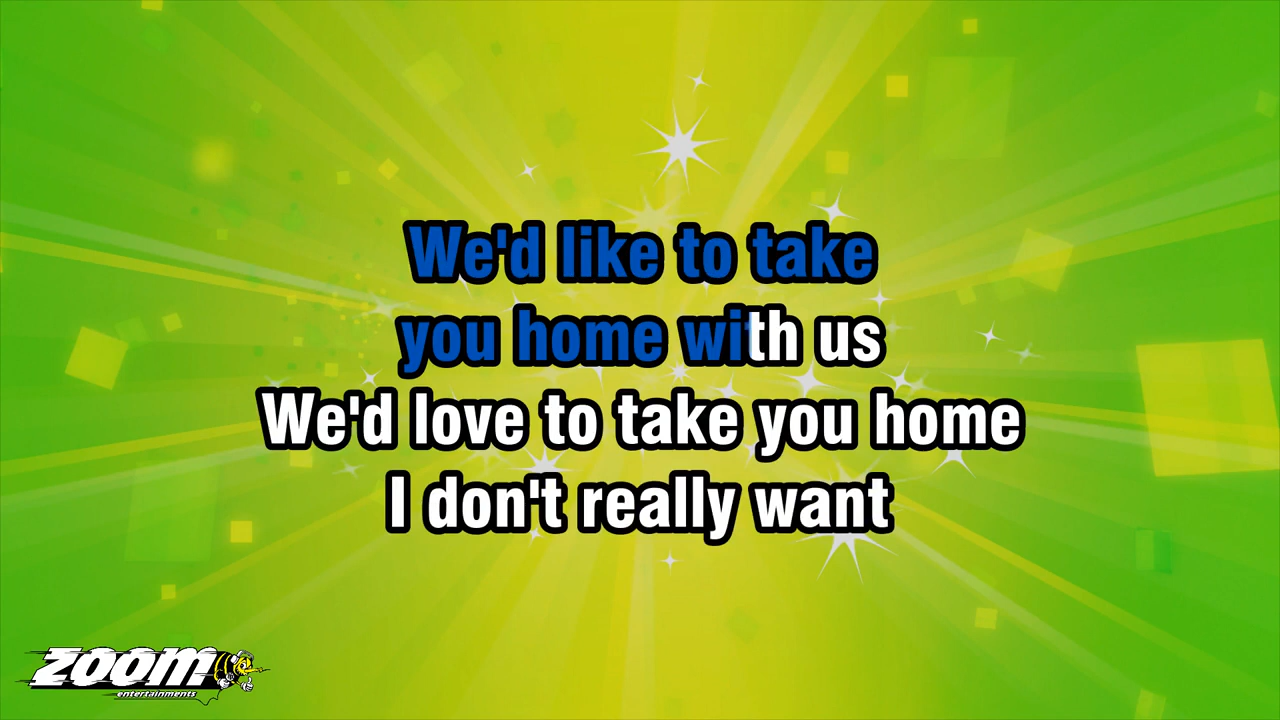 We'd like to take
you home with us
We'd love to take you home
I don't really want
zoom
entertainments